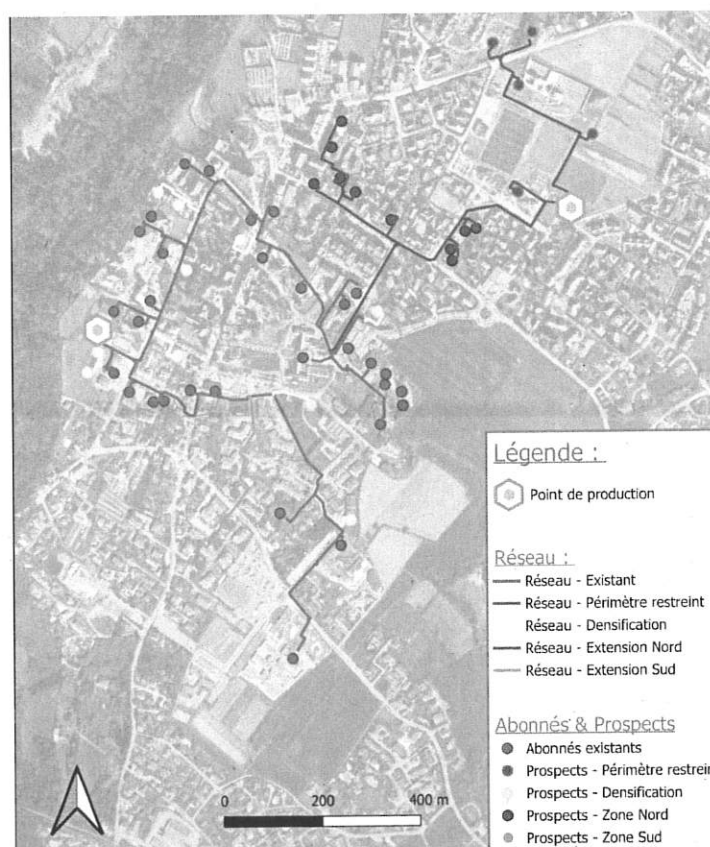 Légende :
Point de production
Réseau :
Réseau - Existant
Réseau - Périmètre restreint
Réseau - Densification
Réseau - Extension Nord
Réseau - Extension Sud
Abonnés & Prospects
Abonnés existants
Prospects - Périmètre restrein
Prospects - Densification
Prospects - Zone Nord
Prospects - Zone Sud
0 200 400 m